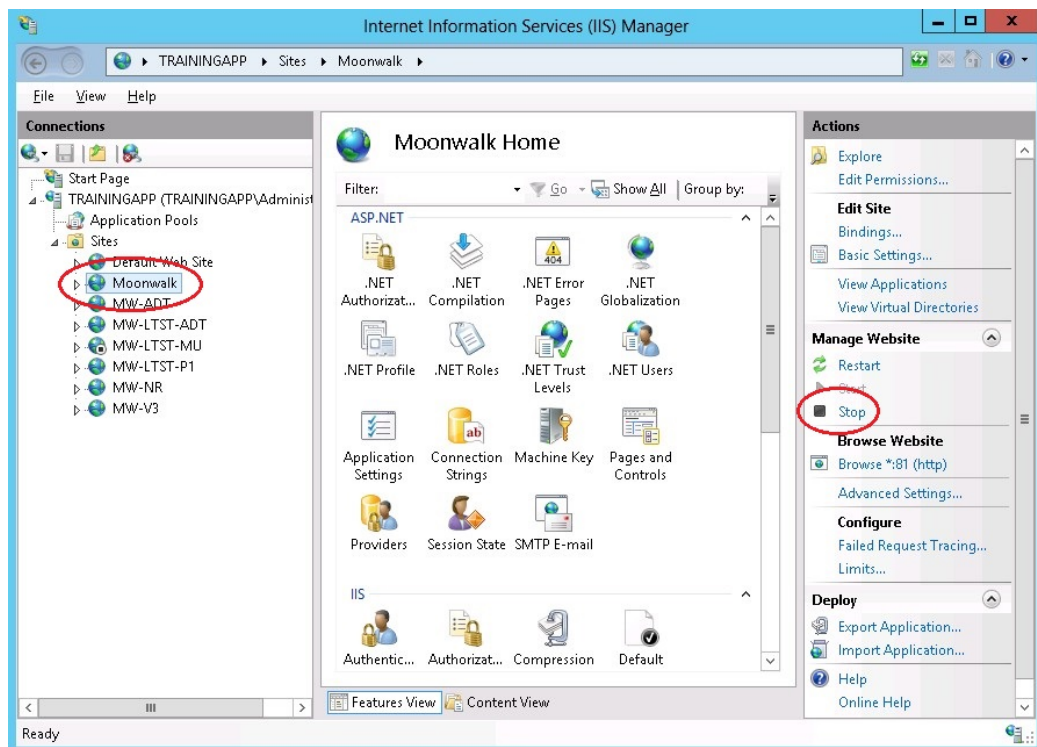 Internet Information Services (IIS) Manager
TRAININGAPP Sites Moonwalk
File View Help
Connections
Start Page
TRAININGAPP (TRAININGAPP\Administ
Application Pools
Sites
Default Web Site
Moonwalk
MW-ADT
MW-LTST-ADT
MW-LTST-MU
MW-LTST-P1
MW-NR
MW-V3
Moonwalk Home
Filter: Go Show All Group by:
ASP.NET
.NET Authorizat...
.NET Compilation
.NET Error Pages
.NET Globalization
.NET Profile
.NET Roles
.NET Trust Levels
.NET Users
Application Settings
Connection Strings
Machine Key
Pages and Controls
Providers
Session State
SMTP E-mail
IIS
Authentic...
Authorizat...
Compression
Default
Features View Content View
Actions
Explore
Edit Permissions...
Edit Site
Bindings...
Basic Settings...
View Applications
View Virtual Directories
Manage Website
Restart
Start
Stop
Browse Website
Browse *:81 (http)
Advanced Settings...
Configure
Failed Request Tracing...
Limits...
Deploy
Export Application...
Import Application...
Help
Online Help
Ready